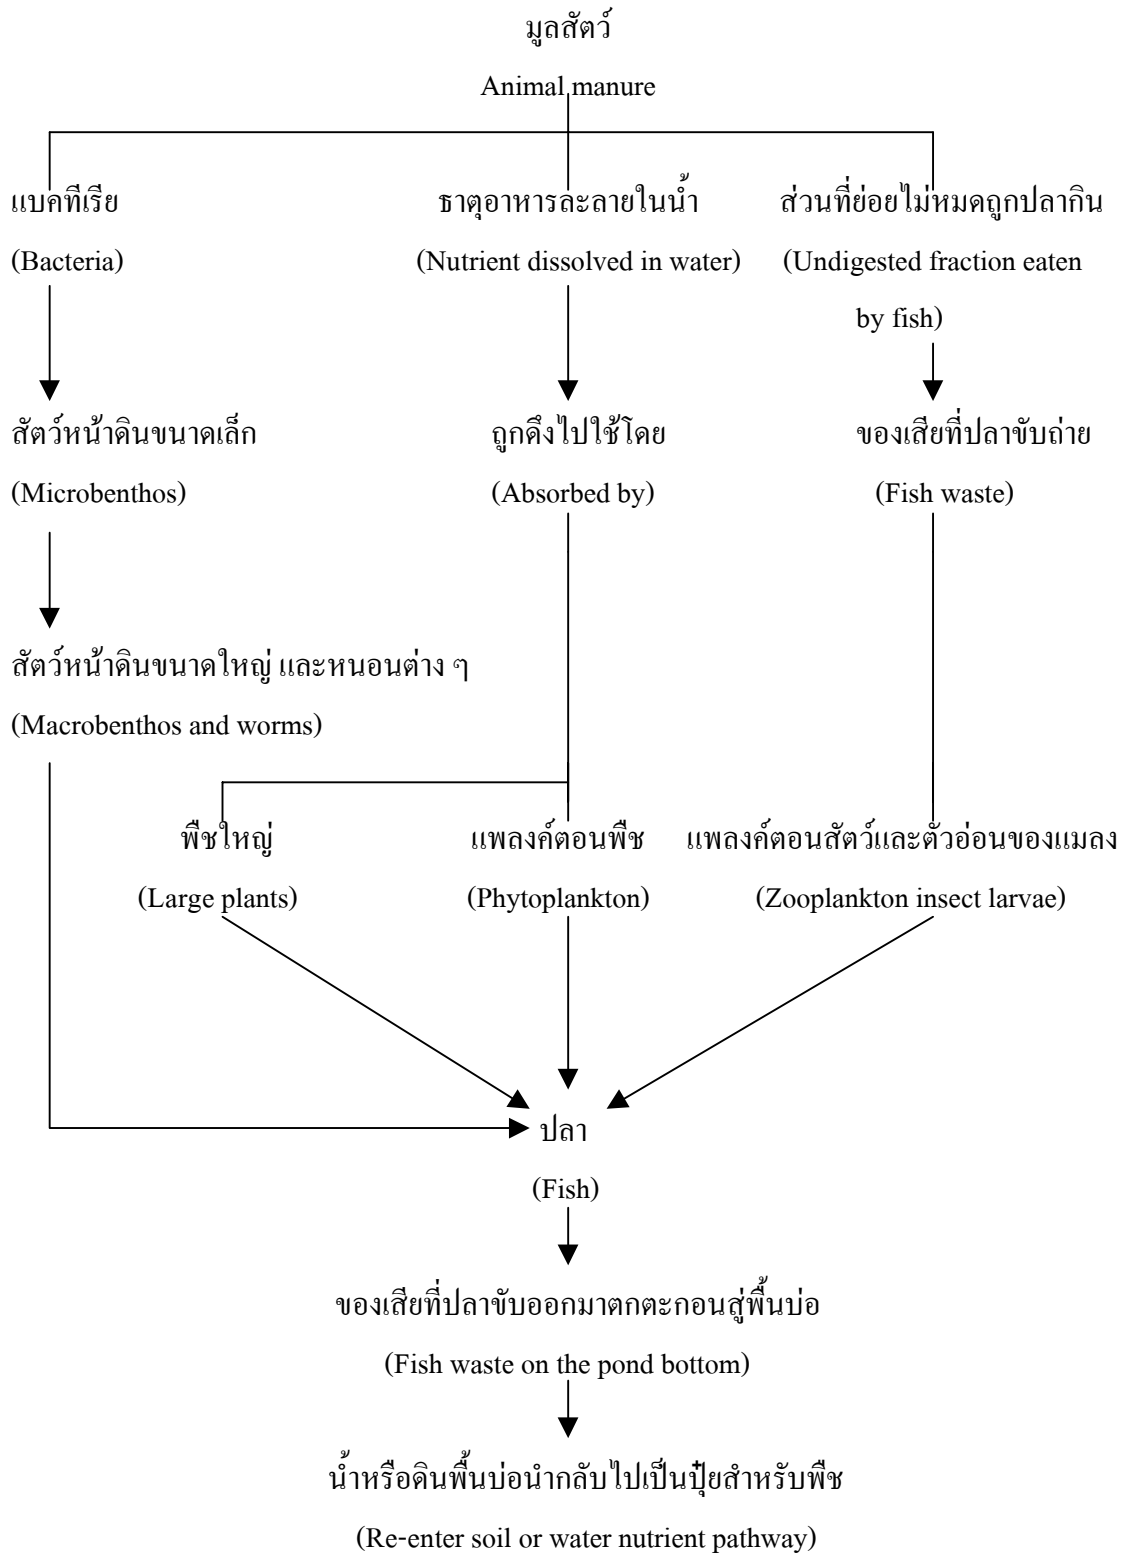 มูลสัตว์
Animal manure
แบคทีเรีย
(Bacteria)
ธาตุอาหารละลายในน้ำ
(Nutrient dissolved in water)
ส่วนที่ย่อยไม่หมดถูกปลากิน
(Undigested fraction eaten
by fish)
สัตว์หน้าดินขนาดเล็ก
(Microbenthos)
ถูกดึงไปใช้โดย
(Absorbed by)
ของเสียที่ปลาขับถ่าย
(Fish waste)
สัตว์หน้าดินขนาดใหญ่ และหนอนต่าง ๆ
(Macrobenthos and worms)
พืชใหญ่
(Large plants)
แพลงค์ตอนพืช
(Phytoplankton)
แพลงค์ตอนสัตว์และตัวอ่อนของแมลง
(Zooplankton insect larvae)
ปลา
(Fish)
ของเสียที่ปลาขับออกมาตกตะกอนสู่พื้นบ่อ
(Fish waste on the pond bottom)
น้ำหรือดินพื้นบ่อนำกลับไปเป็นปุ๋ยสำหรับพืช
(Re-enter soil or water nutrient pathway)